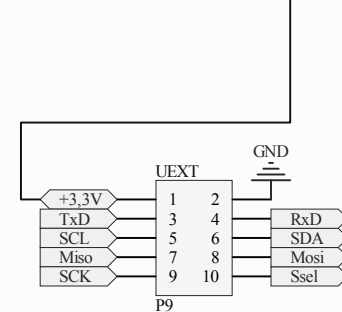 GND
UEXT
+3,3V 1 2
TxD 3 4 RxD
SCL 5 6 SDA
Miso 7 8 Mosi
SCK 9 10 Ssel
P9